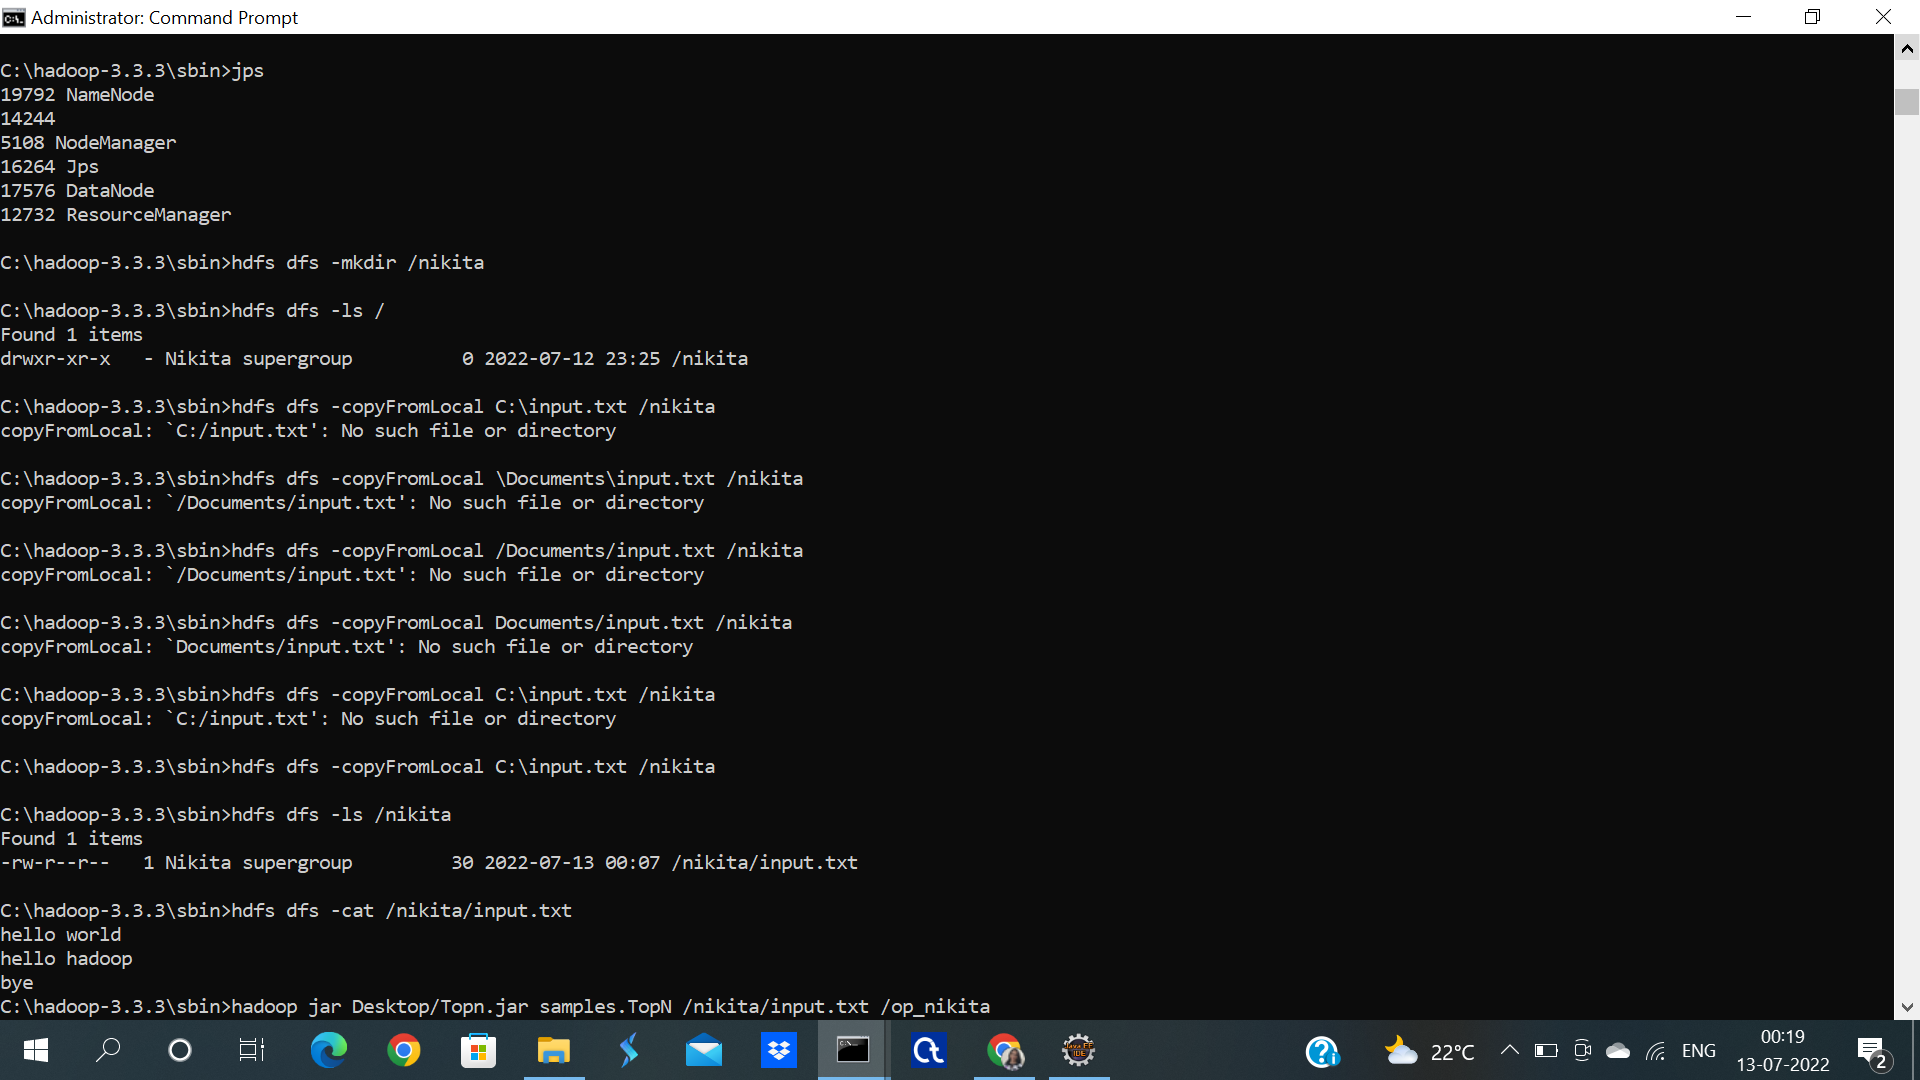 Administrator: Command Prompt
C:\hadoop-3.3.3\sbin>jps
19792 NameNode
14244
5108 NodeManager
16264 Jps
17576 DataNode
12732 ResourceManager
C:\hadoop-3.3.3\sbin>hdfs dfs -mkdir /nikita
C:\hadoop-3.3.3\sbin>hdfs dfs -ls /
Found 1 items
drwxr-xr-x   - Nikita supergroup          0 2022-07-12 23:25 /nikita
C:\hadoop-3.3.3\sbin>hdfs dfs -copyFromLocal C:\input.txt /nikita
copyFromLocal: `C:/input.txt': No such file or directory
C:\hadoop-3.3.3\sbin>hdfs dfs -copyFromLocal \Documents\input.txt /nikita
copyFromLocal: `/Documents/input.txt': No such file or directory
C:\hadoop-3.3.3\sbin>hdfs dfs -copyFromLocal /Documents/input.txt /nikita
copyFromLocal: `/Documents/input.txt': No such file or directory
C:\hadoop-3.3.3\sbin>hdfs dfs -copyFromLocal Documents/input.txt /nikita
copyFromLocal: `Documents/input.txt': No such file or directory
C:\hadoop-3.3.3\sbin>hdfs dfs -copyFromLocal C:\input.txt /nikita
copyFromLocal: `C:/input.txt': No such file or directory
C:\hadoop-3.3.3\sbin>hdfs dfs -copyFromLocal C:\input.txt /nikita
C:\hadoop-3.3.3\sbin>hdfs dfs -ls /nikita
Found 1 items
-rw-r--r--   1 Nikita supergroup         30 2022-07-13 00:07 /nikita/input.txt
C:\hadoop-3.3.3\sbin>hdfs dfs -cat /nikita/input.txt
hello world
hello hadoop
bye
C:\hadoop-3.3.3\sbin>hadoop jar Desktop/Topn.jar samples.TopN /nikita/input.txt /op_nikita
22°C
ENG
00:19
13-07-2022
2